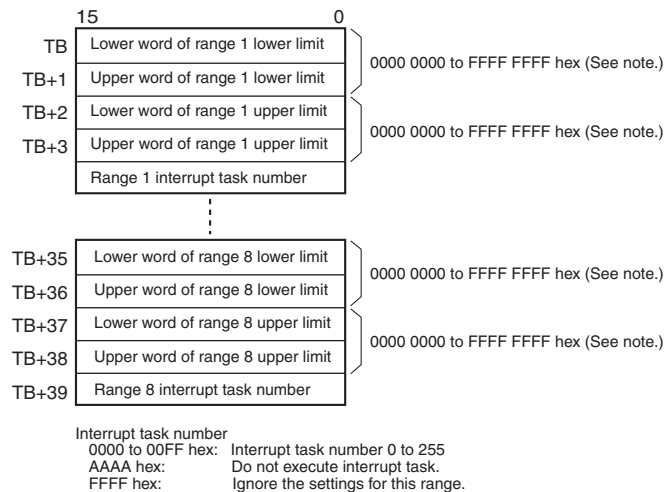 15 0
TB Lower word of range 1 lower limit
0000 0000 to FFFF FFFF hex (See note.)
TB+1 Upper word of range 1 lower limit
TB+2 Lower word of range 1 upper limit
0000 0000 to FFFF FFFF hex (See note.)
TB+3 Upper word of range 1 upper limit
Range 1 interrupt task number
TB+35 Lower word of range 8 lower limit
0000 0000 to FFFF FFFF hex (See note.)
TB+36 Upper word of range 8 lower limit
TB+37 Lower word of range 8 upper limit
0000 0000 to FFFF FFFF hex (See note.)
TB+38 Upper word of range 8 upper limit
TB+39 Range 8 interrupt task number
Interrupt task number
0000 to 00FF hex: Interrupt task number 0 to 255
AAAA hex: Do not execute interrupt task.
FFFF hex: Ignore the settings for this range.